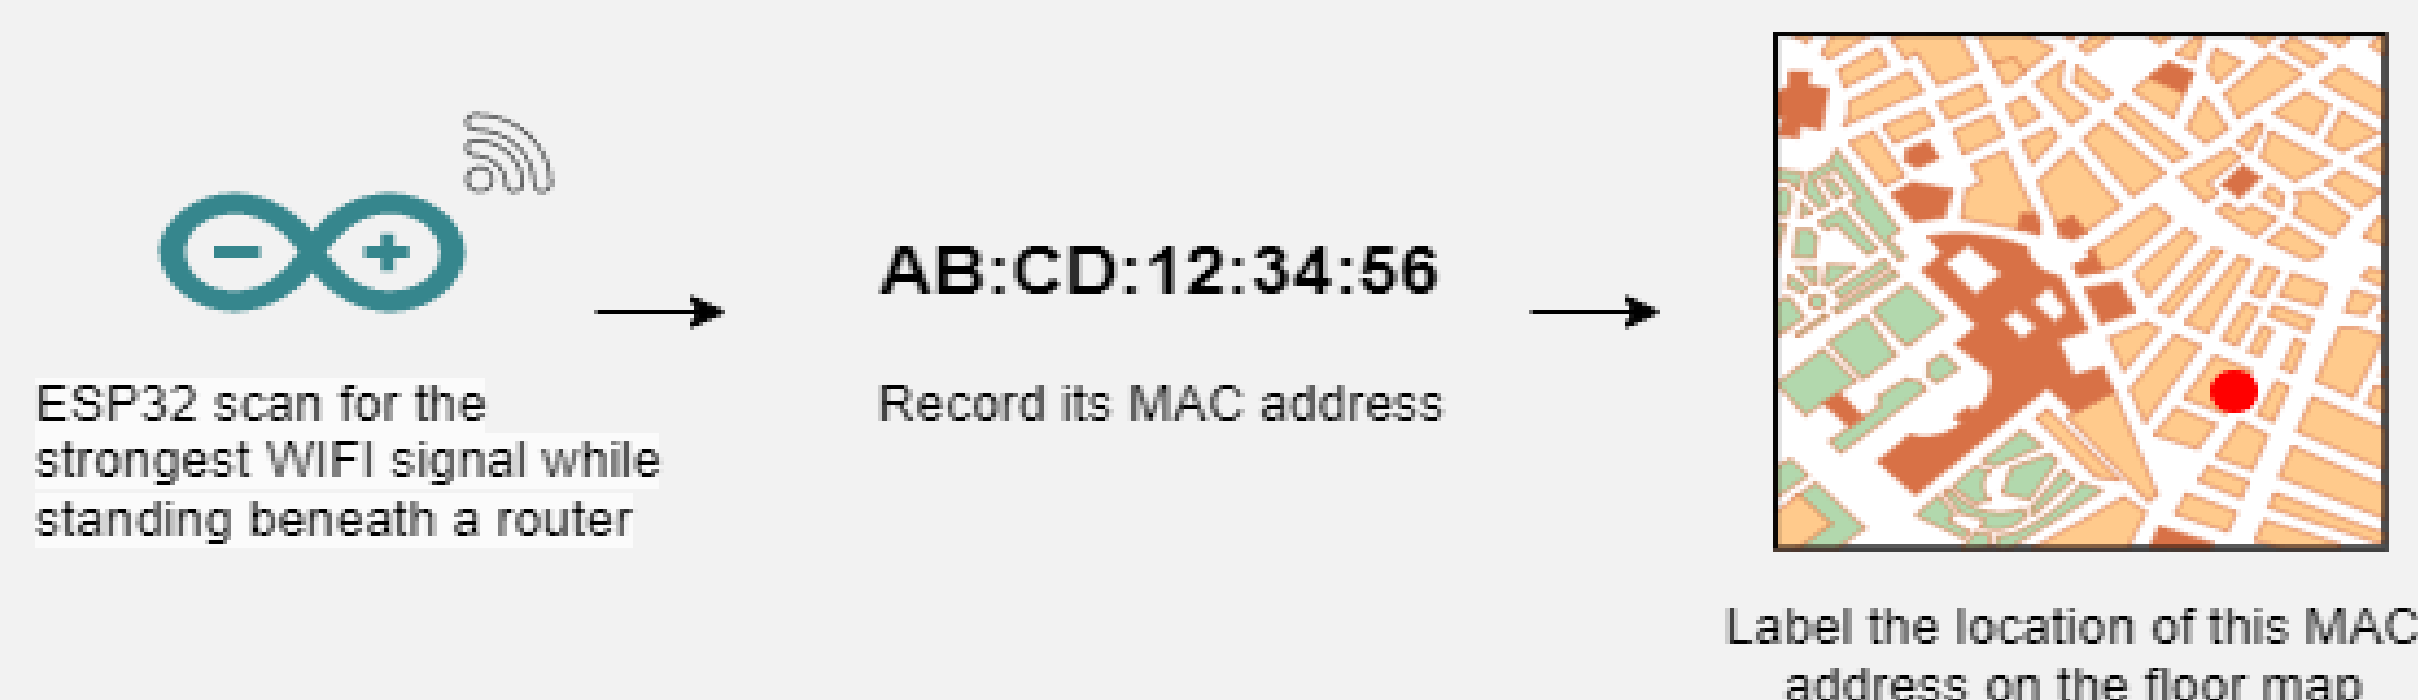 ESP32 scan for the
strongest WIFI signal while
standing beneath a router
AB:CD:12:34:56
Record its MAC address
Label the location of this MAC
address on the floor map